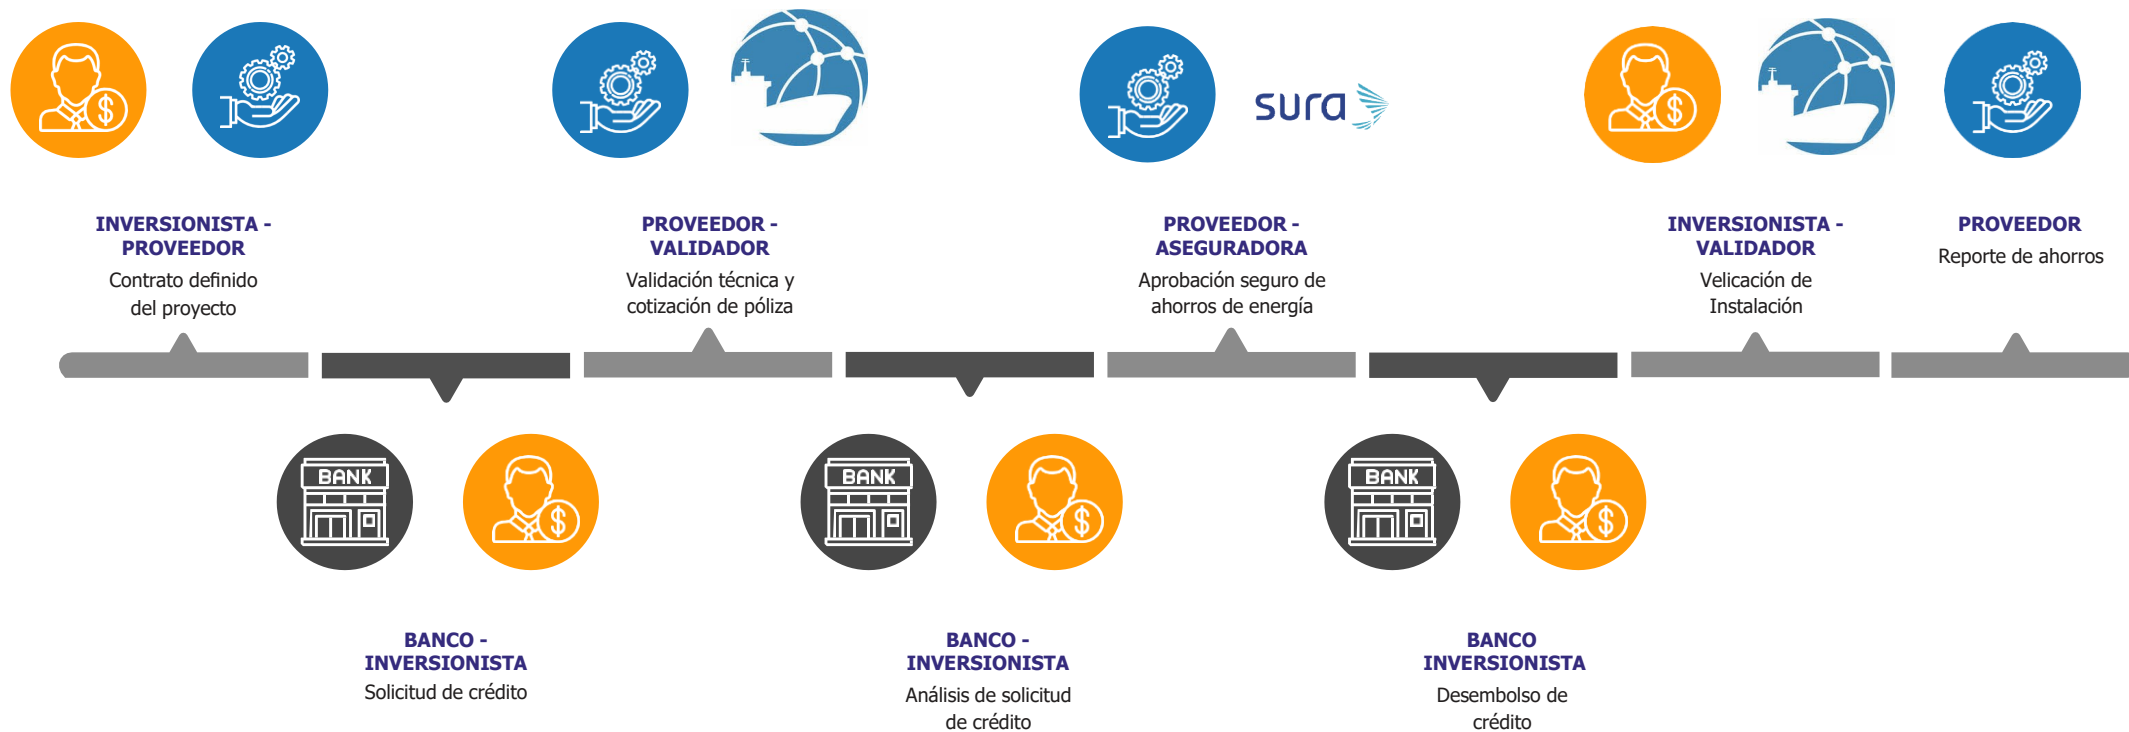 sura
INVERSIONISTA -
PROVEEDOR
Contrato definido
del proyecto
PROVEEDOR -
VALIDADOR
Validación técnica y
cotización de póliza
PROVEEDOR -
ASEGURADORA
Aprobación seguro de
ahorros de energía
INVERSIONISTA -
VALIDADOR
Velicación de
Instalación
PROVEEDOR
Reporte de ahorros
BANK
BANK
BANK
BANCO -
INVERSIONISTA
Solicitud de crédito
BANCO -
INVERSIONISTA
Análisis de solicitud
de crédito
BANCO
INVERSIONISTA
Desembolso de
crédito